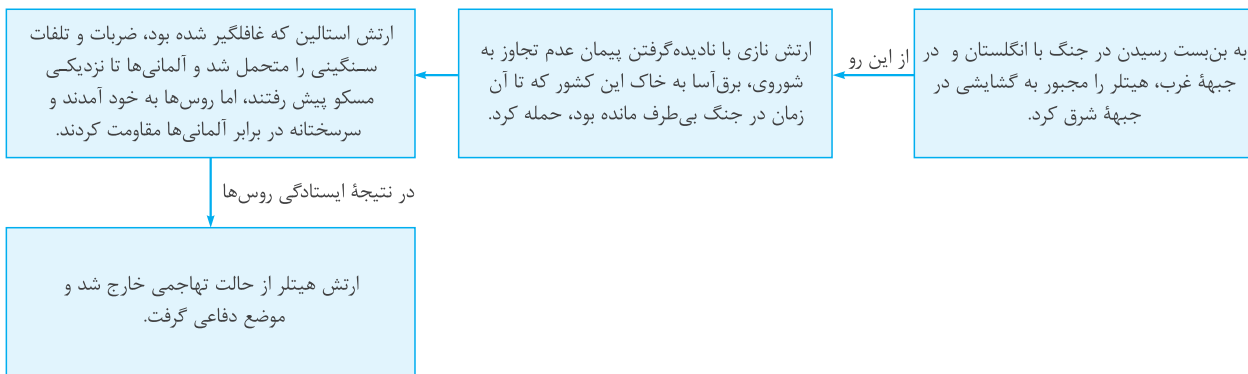 به بن‌بست رسیدن در جنگ با انگلستان و در
جبههٔ غرب، هیتلر را مجبور به گشایشی در
جبههٔ شرق کرد.
از این رو
ارتش نازی با نادیده‌گرفتن پیمان عدم تجاوز به
شوروی، برق‌آسا به خاک این کشور که تا آن
زمان در جنگ بی‌طرف مانده بود، حمله کرد.
ارتش استالین که غافلگیر شده بود، ضربات و تلفات
سـنگینی را متحمل شد و آلمانی‌ها تا نزدیکـی
مسکو پیش رفتند، اما روس‌ها به خود آمدند و
سرسختانه در برابر آلمانی‌ها مقاومت کردند.
در نتیجهٔ ایستادگی روس‌ها
ارتش هیتلر از حالت تهاجمی خارج شد و
موضع دفاعی گرفت.